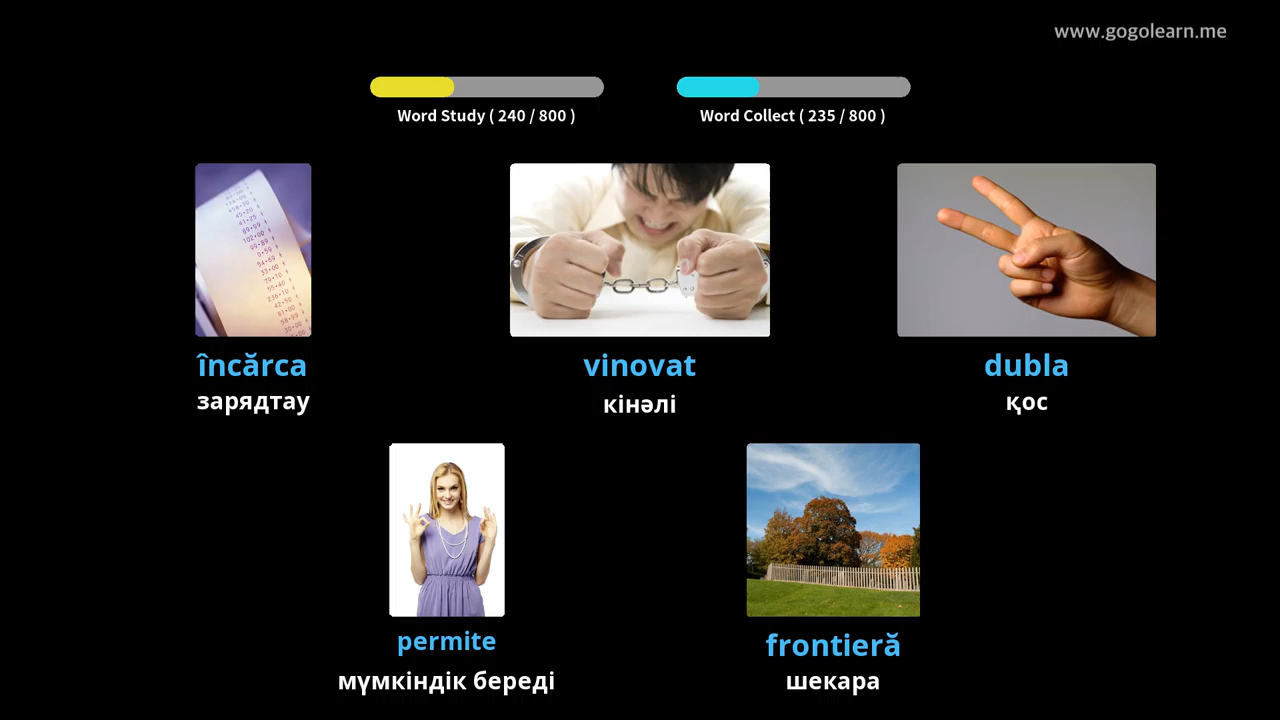 www.gogolearn.me
Word Study ( 240 / 800 )
Word Collect ( 235 / 800 )
încărca
зарядтау
vinovat
кінәлі
dubla
қос
permite
мүмкіндік береді
frontieră
шекара